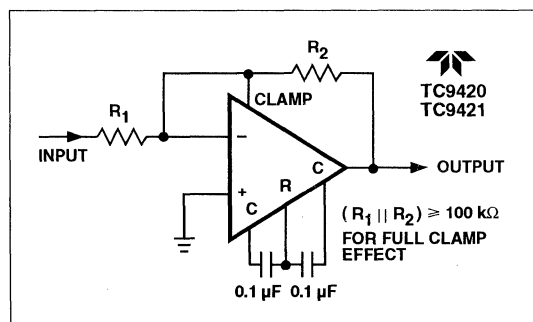 R2
TC9420
TC9421
CLAMP
R1
INPUT
−
+
C
R
C
OUTPUT
(R1 || R2) ≥ 100 kΩ
FOR FULL CLAMP
EFFECT
0.1 µF 0.1 µF